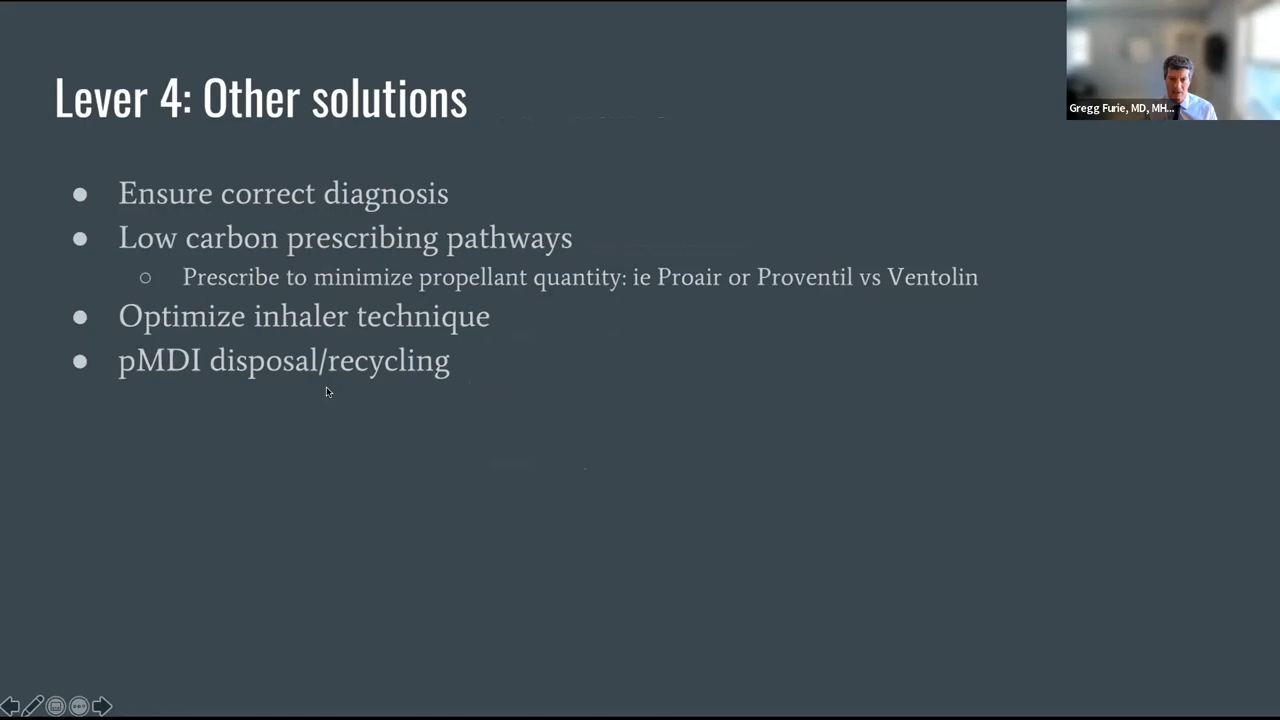 Lever 4: Other solutions
Gregg Furie, MD, MH...
● Ensure correct diagnosis
● Low carbon prescribing pathways
○ Prescribe to minimize propellant quantity: ie Proair or Proventil vs Ventolin
● Optimize inhaler technique
● pMDI disposal/recycling